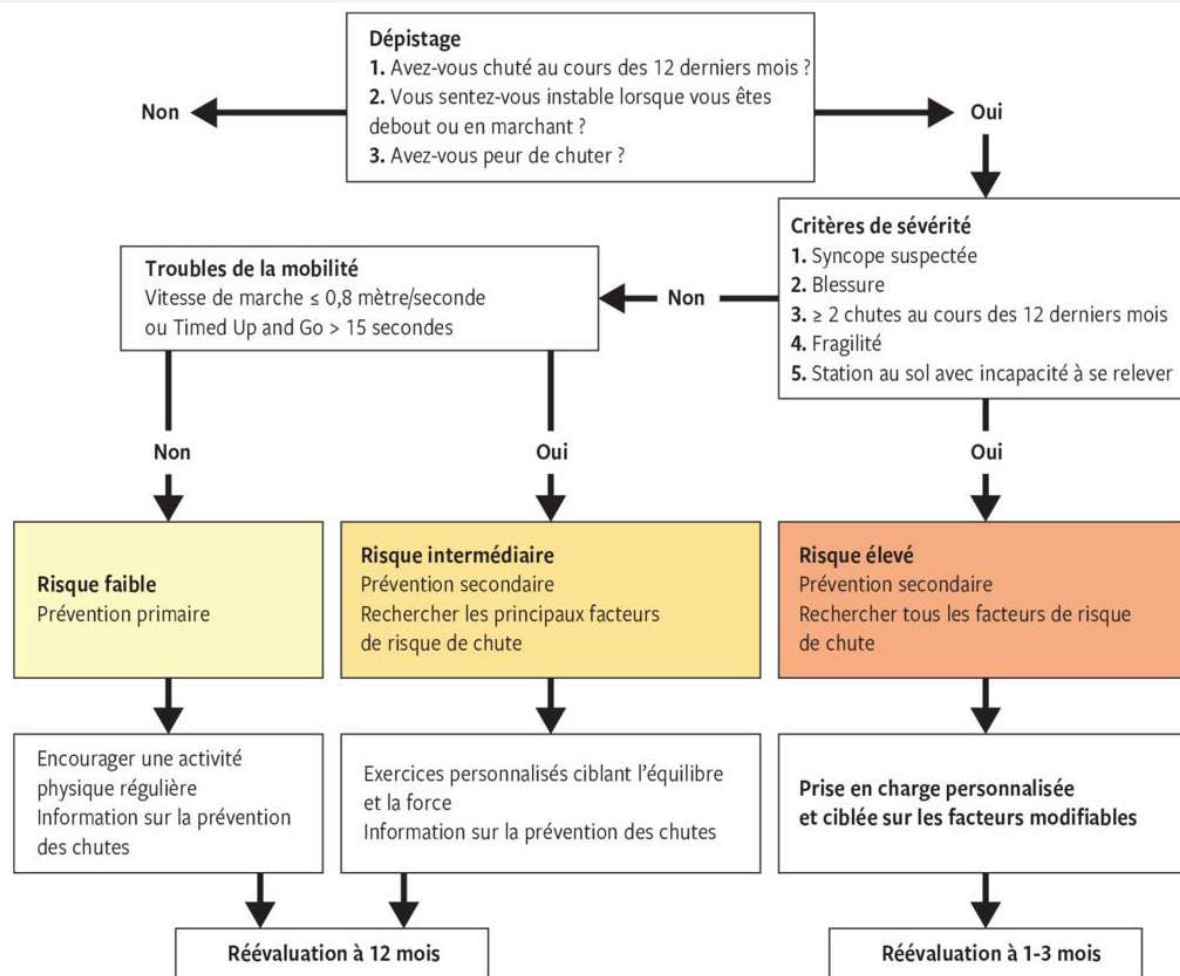 Dépistage
1. Avez-vous chuté au cours des 12 derniers mois ?
2. Vous sentez-vous instable lorsque vous êtes
debout ou en marchant ?
3. Avez-vous peur de chuter ?
Non
Oui
Critères de sévérité
1. Syncope suspectée
2. Blessure
3. ≥ 2 chutes au cours des 12 derniers mois
4. Fragilité
5. Station au sol avec incapacité à se relever
Non
Troubles de la mobilité
Vitesse de marche ≤ 0,8 mètre/seconde
ou Timed Up and Go > 15 secondes
Non
Oui
Oui
Risque faible
Prévention primaire
Risque intermédiaire
Prévention secondaire
Rechercher les principaux facteurs
de risque de chute
Risque élevé
Prévention secondaire
Rechercher tous les facteurs de risque
de chute
Encourager une activité
physique régulière
Information sur la prévention
des chutes
Exercices personnalisés ciblant l'équilibre
et la force
Information sur la prévention des chutes
Prise en charge personnalisée
et ciblée sur les facteurs modifiables
Réévaluation à 12 mois
Réévaluation à 1-3 mois